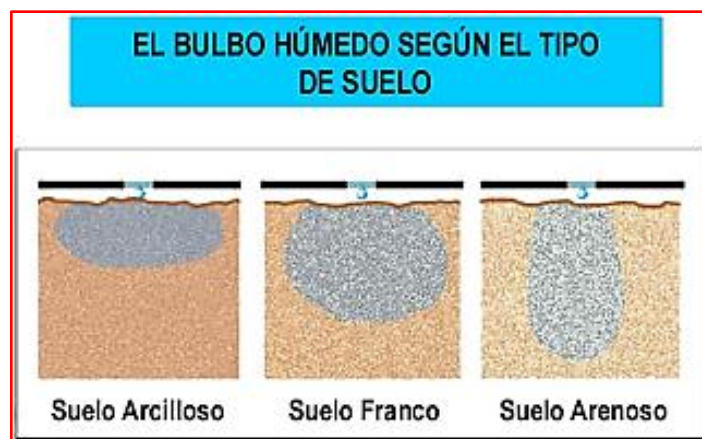 EL BULBO HÚMEDO SEGÚN EL TIPO
DE SUELO
Suelo Arcilloso
Suelo Franco
Suelo Arenoso